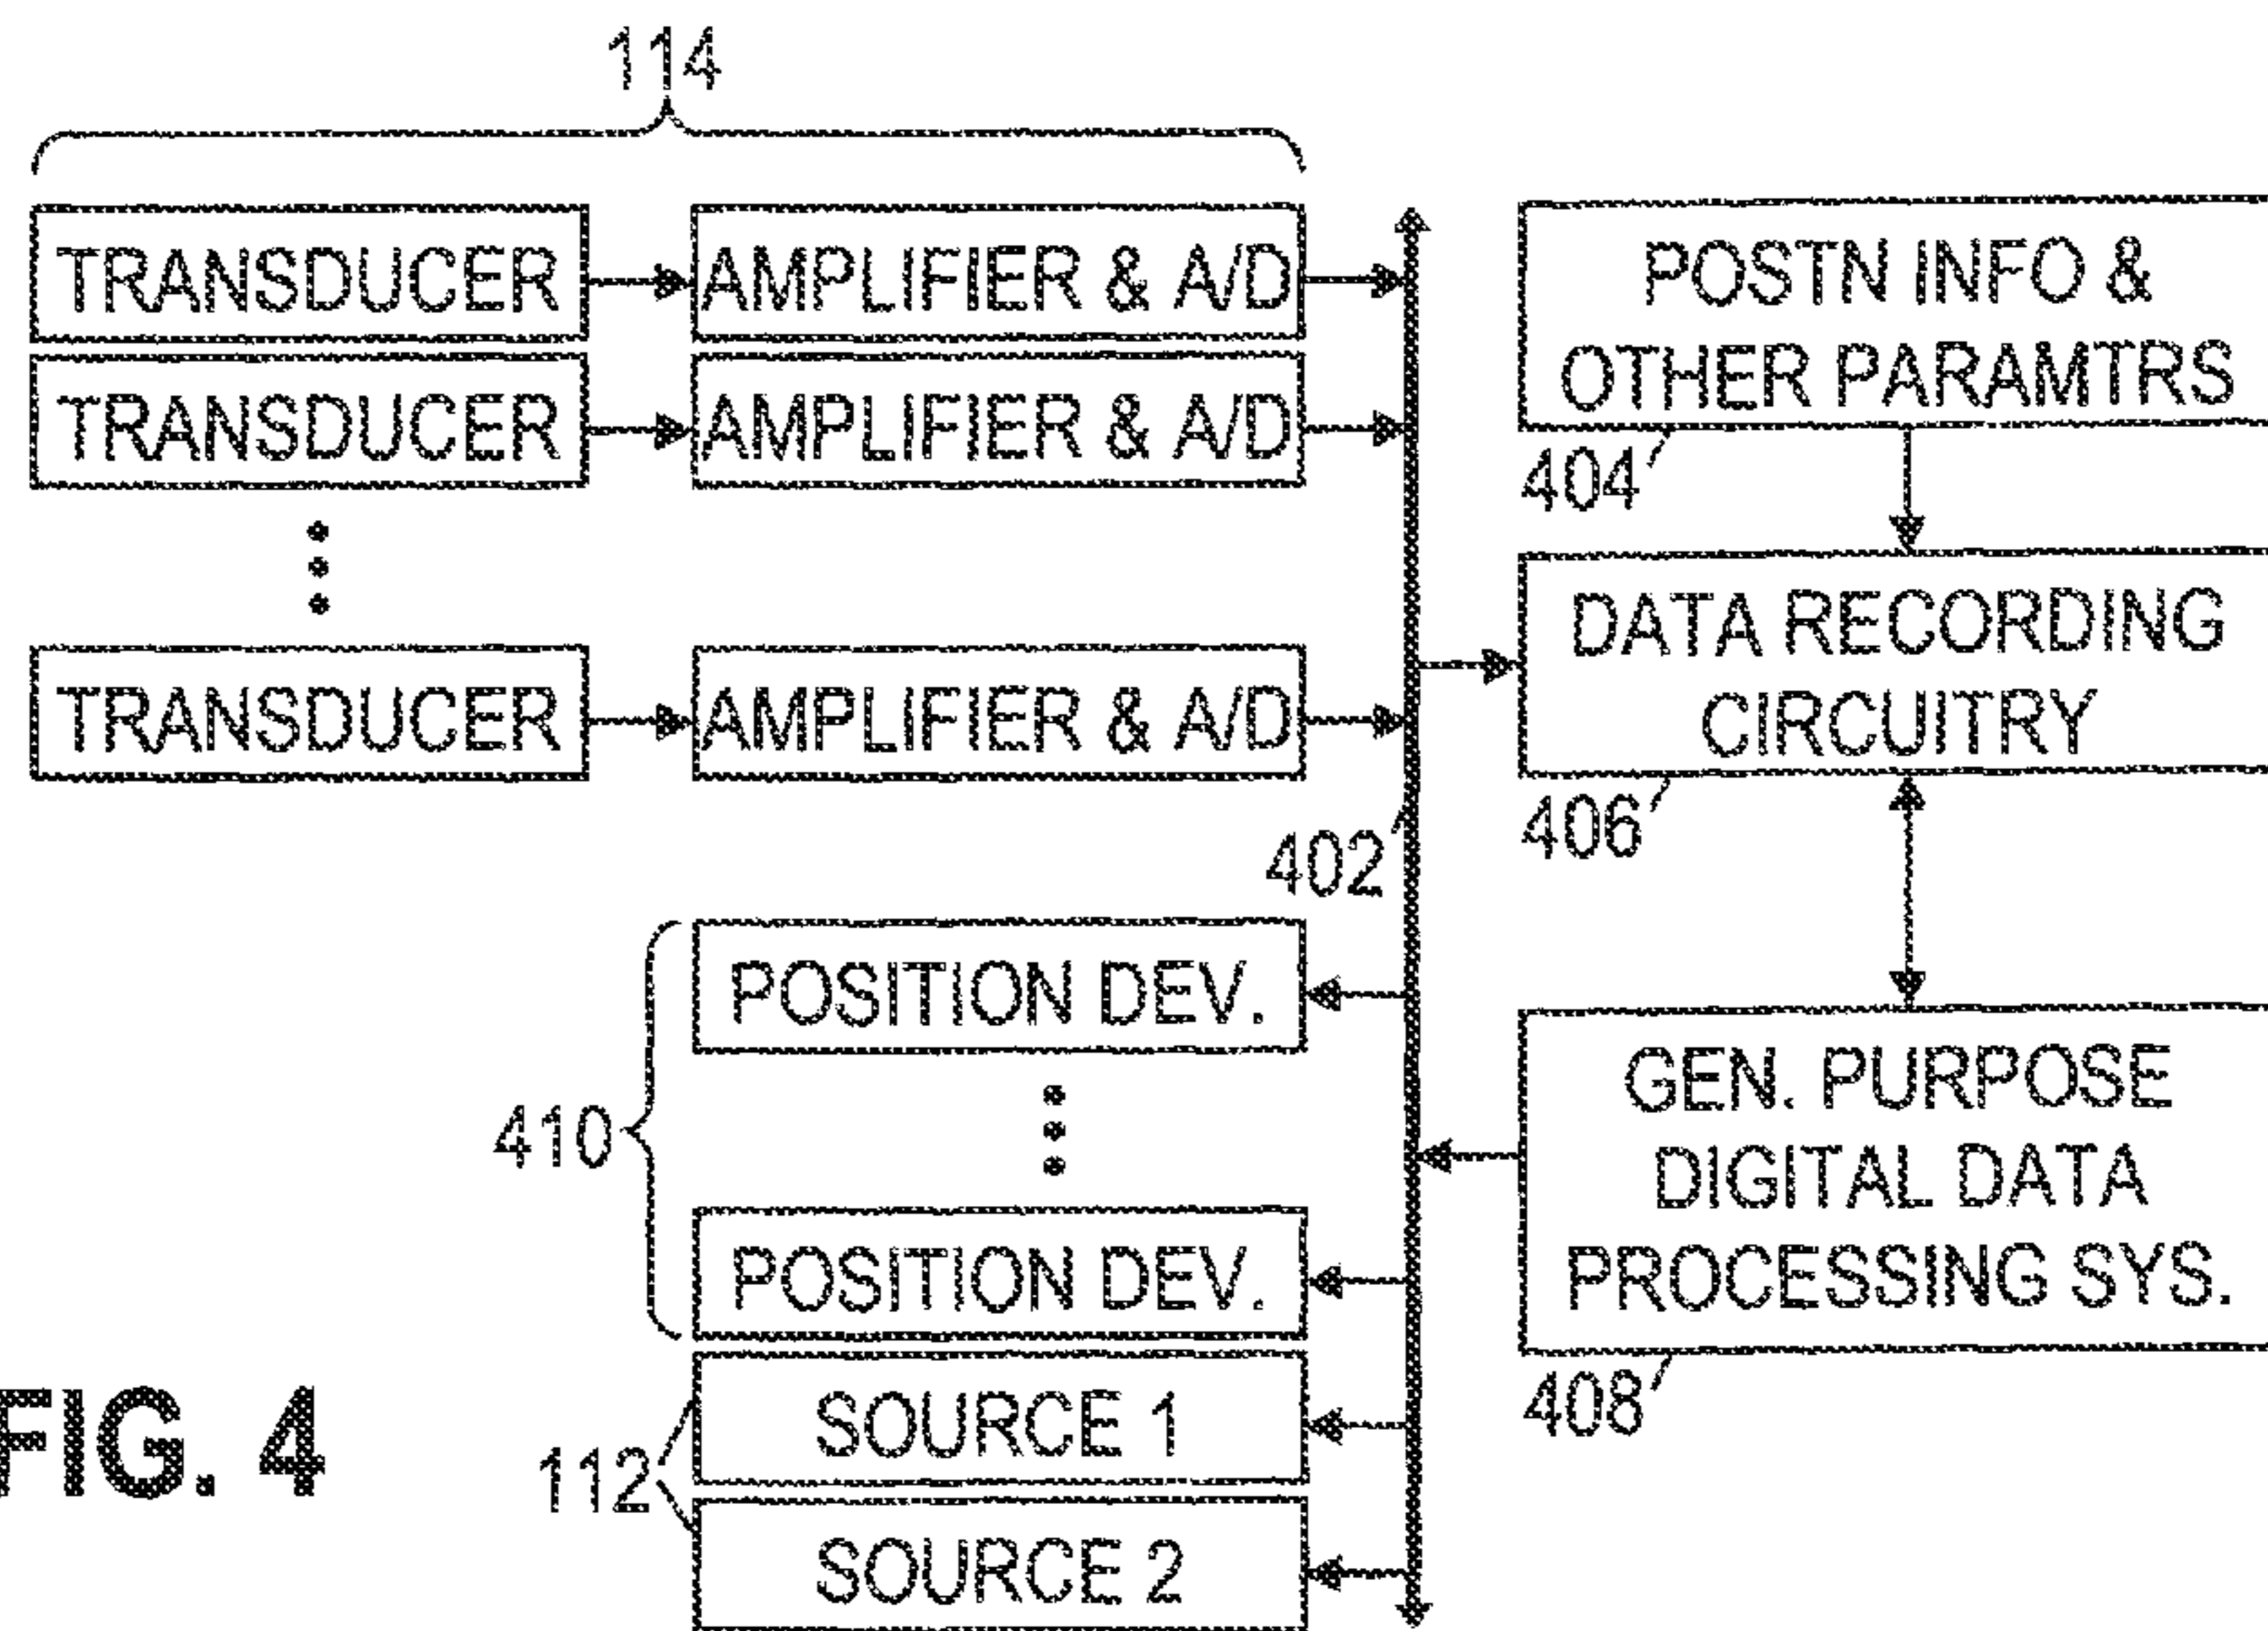 114
TRANSDUCER
AMPLIFIER & A/D
TRANSDUCER
AMPLIFIER & A/D
TRANSDUCER
AMPLIFIER & A/D
POSTN INFO &
OTHER PARAMTRS
404
DATA RECORDING
CIRCUITRY
406
402
POSITION DEV.
410
POSITION DEV.
GEN. PURPOSE
DIGITAL DATA
PROCESSING SYS.
408
SOURCE 1
112
SOURCE 2
FIG. 4